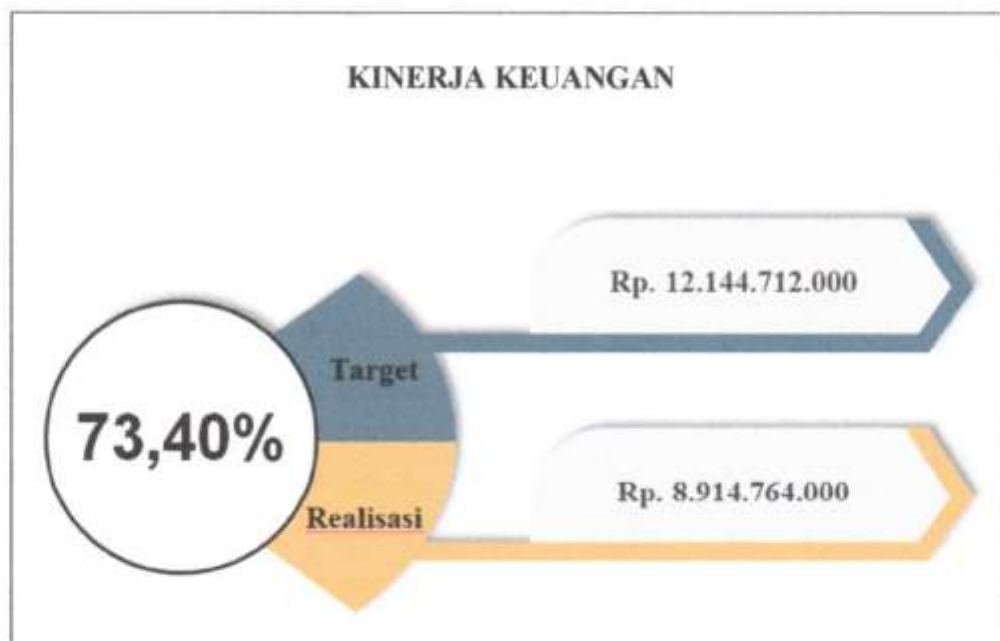 KINERJA KEUANGAN
Rp. 12.144.712.000
Target
73,40%
Rp. 8.914.764.000
Realisasi